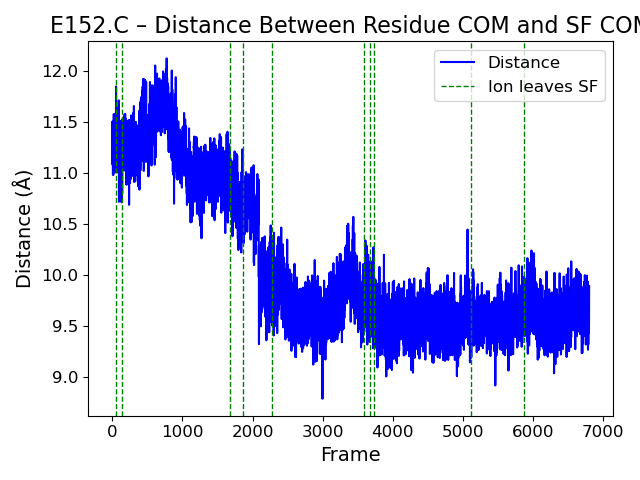 E152.C – Distance Between Residue COM and SF COM
Distance
Ion leaves SF
12.0
11.5
11.0
10.5
10.0
9.5
9.0
Distance (Å)
0 1000 2000 3000 4000 5000 6000 7000
Frame